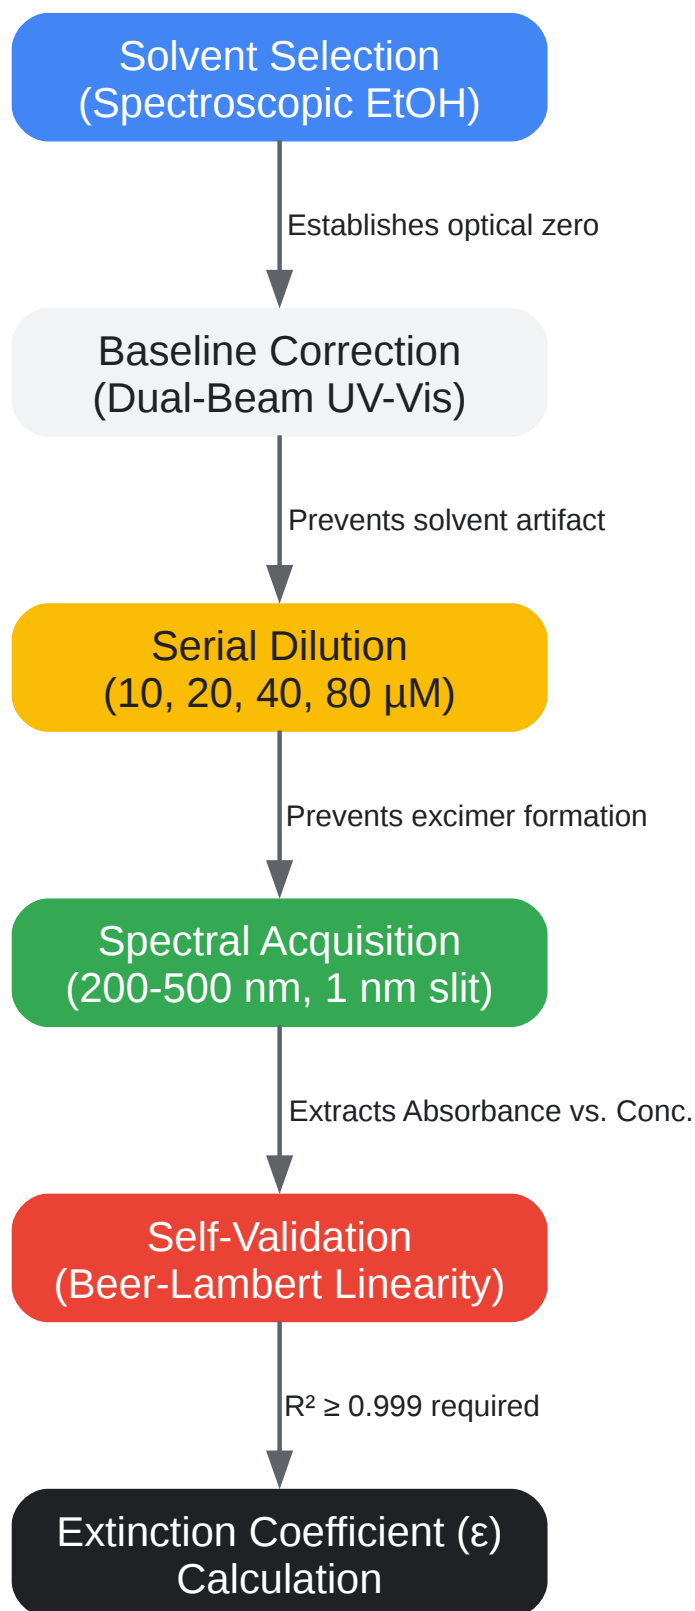 Solvent Selection
(Spectroscopic EtOH)
Establishes optical zero
Baseline Correction
(Dual-Beam UV-Vis)
Prevents solvent artifact
Serial Dilution
(10, 20, 40, 80 µM)
Prevents excimer formation
Spectral Acquisition
(200-500 nm, 1 nm slit)
Extracts Absorbance vs. Conc.
Self-Validation
(Beer-Lambert Linearity)
R² ≥ 0.999 required
Extinction Coefficient (ε)
Calculation